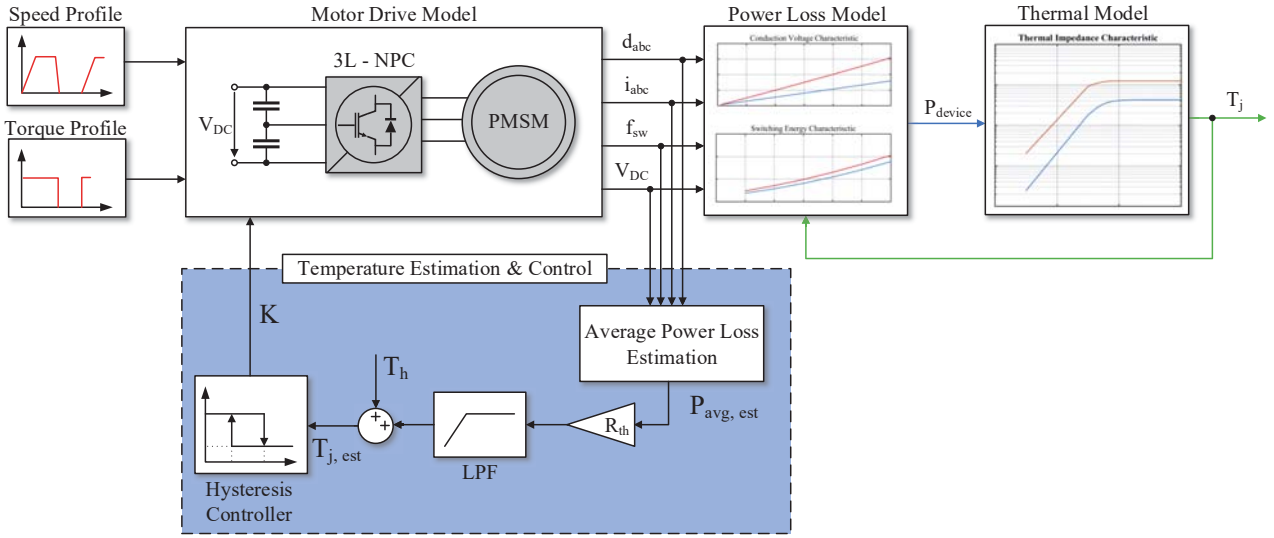 Speed Profile
Motor Drive Model
Power Loss Model
Thermal Model
Torque Profile
3L - NPC
V_DC
PMSM
d_abc
i_abc
f_sw
V_DC
Conduction Voltage Characteristic
Switching Energy Characteristic
P_device
Thermal Impedance Characteristic
T_j
Temperature Estimation & Control
K
Average Power Loss
Estimation
P_avg, est
R_th
LPF
T_h
+
+
T_j, est
Hysteresis
Controller